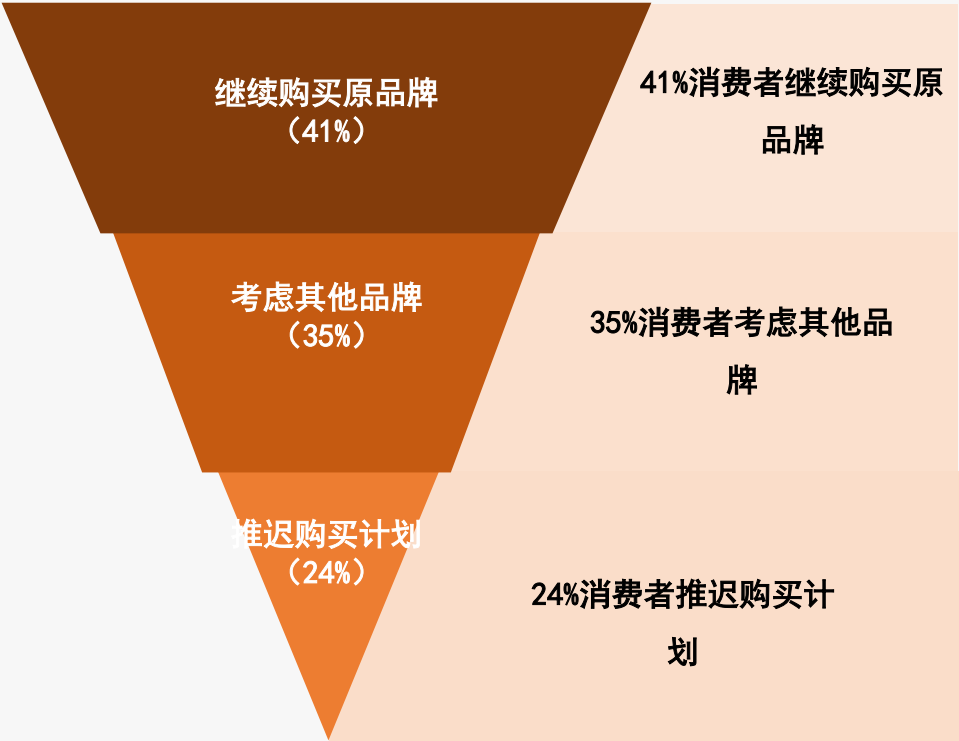 继续购买原品牌
（41%）
41%消费者继续购买原
品牌
考虑其他品牌
（35%）
35%消费者考虑其他品
牌
推迟购买计划
（24%）
24%消费者推迟购买计
划